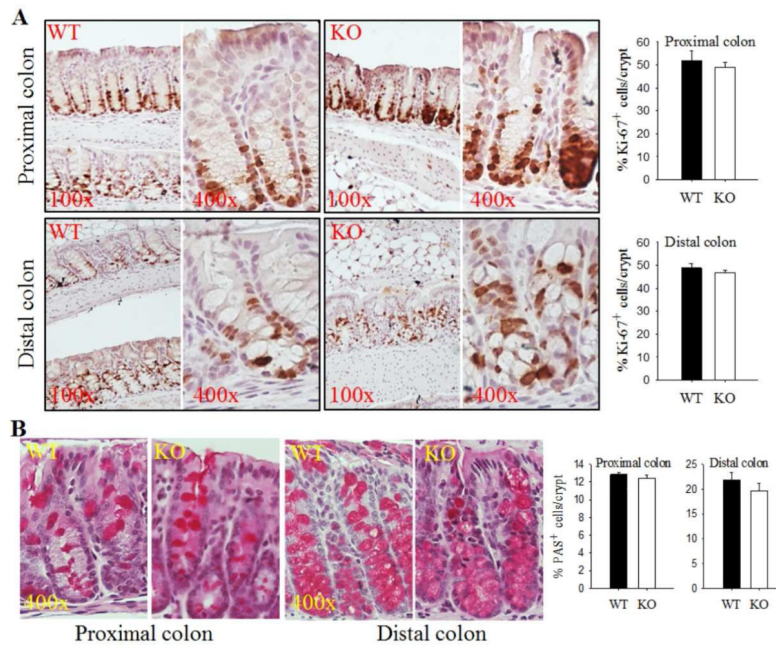 A
WT
KO
Proximal colon
100x
400x
100x
400x
% Ki-67+ cells/crypt
Proximal colon
60
50
40
30
20
10
0
WT
KO
WT
KO
Distal colon
100x
400x
100x
400x
% Ki-67+ cells/crypt
Distal colon
60
50
40
30
20
10
0
WT
KO
B
WT
KO
WT
KO
400x
400x
Proximal colon
Distal colon
% PAS+ cells/crypt
Proximal colon
14
12
10
8
6
4
2
0
WT
KO
Distal colon
25
20
15
10
5
0
WT
KO